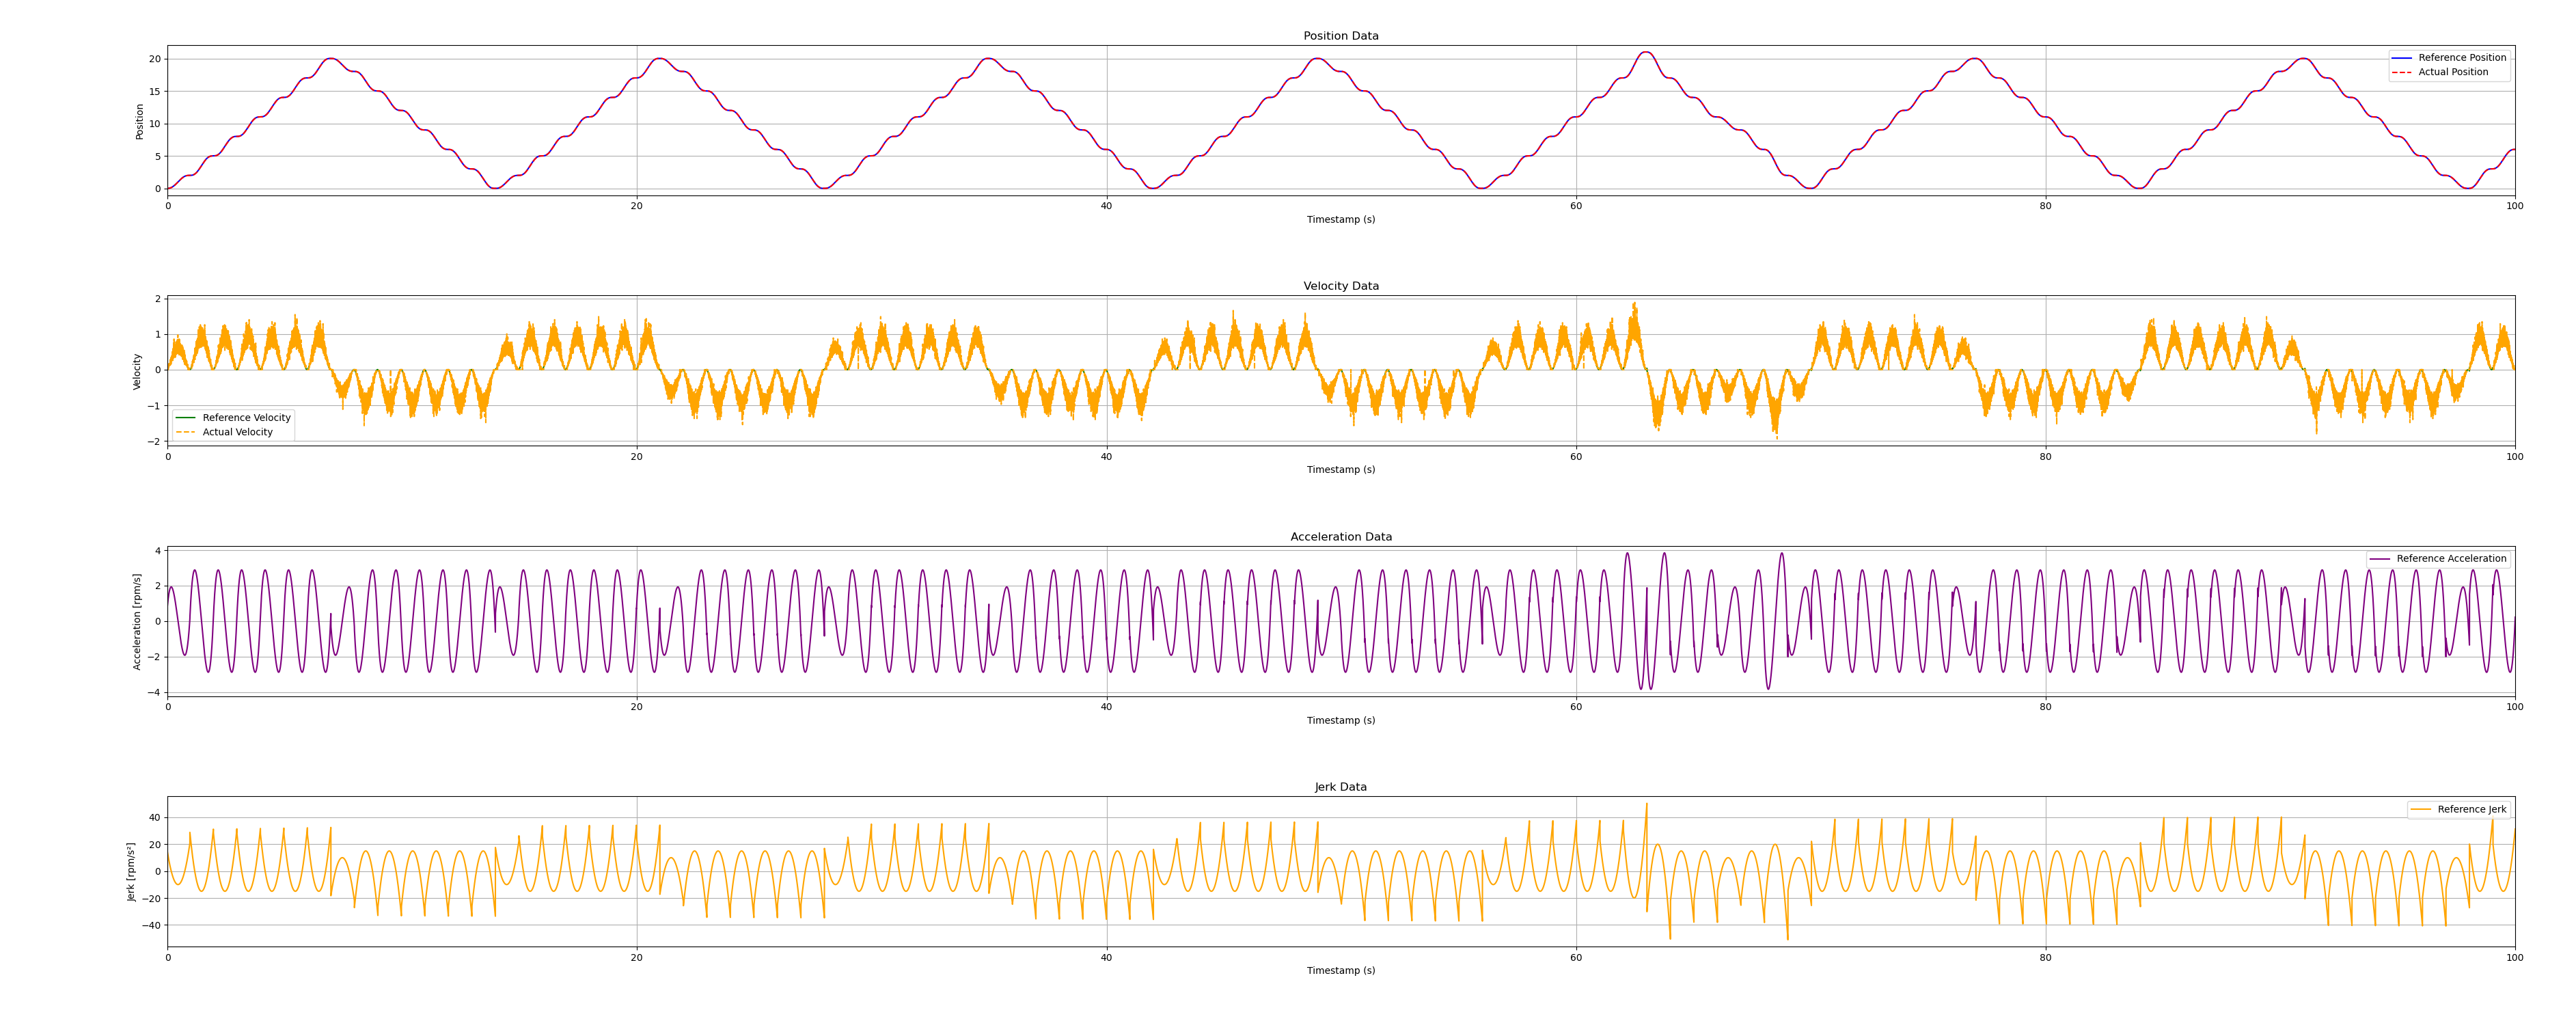 Position Data
20
15
10
5
0
Position
Reference Position
Actual Position
0 20 40 60 80 100
Timestamp (s)
Velocity Data
2
1
0
−1
−2
Velocity
Reference Velocity
Actual Velocity
0 20 40 60 80 100
Timestamp (s)
Acceleration Data
4
2
0
−2
−4
Acceleration [rpm/s]
Reference Acceleration
0 20 40 60 80 100
Timestamp (s)
Jerk Data
40
20
0
−20
−40
Jerk [rpm/s²]
Reference Jerk
0 20 40 60 80 100
Timestamp (s)